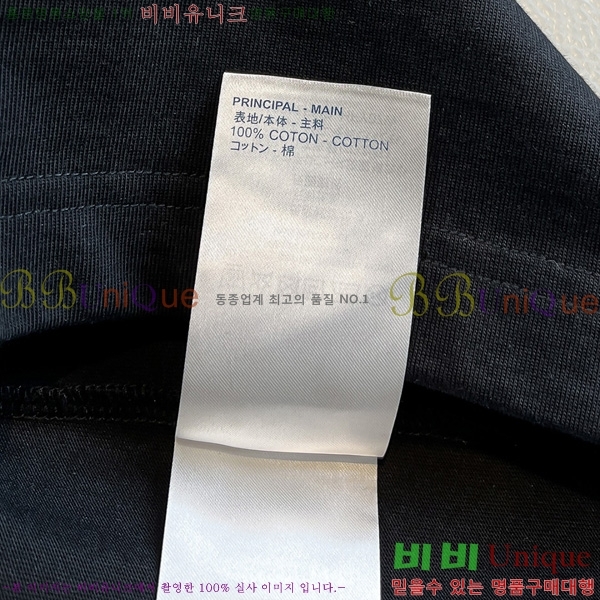 비비유니크
PRINCIPAL - MAIN
表地/本体 - 主料
100% COTON - COTTON
コットン - 棉
BBUniQue
동종업계 최고의 품질 NO.1
BBUniQue
비비 Unique
믿을수 있는 명품구매대행
촬영한 100% 실사 이미지 입니다.-